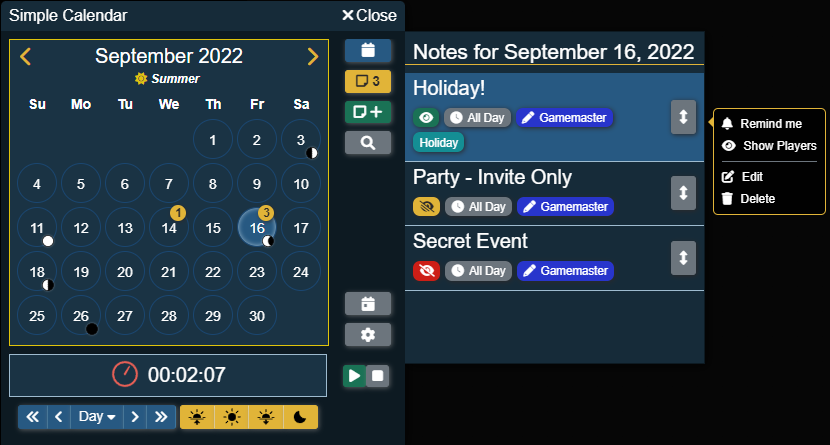 Simple Calendar
Close
September 2022
Summer
Su Mo Tu We Th Fr Sa
1 2 3
4 5 6 7 8 9 10
1 3
11 12 13 14 15 16 17
18 19 20 21 22 23 24
25 26 27 28 29 30
00:02:07
Day
3
Notes for September 16, 2022
Holiday!
All Day Gamemaster
Holiday
Party - Invite Only
All Day Gamemaster
Secret Event
All Day Gamemaster
Remind me
Show Players
Edit
Delete